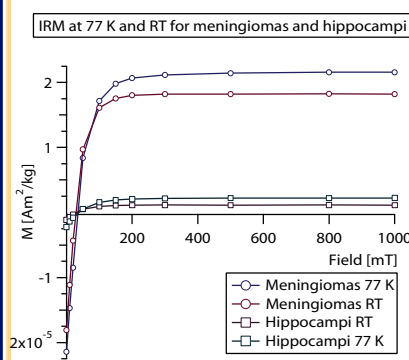 IRM at 77 K and RT for meningiomas and hippocampi
2
1
-1
2x10⁻⁵
M [Am²/kg]
200
400
600
800
1000
Field [mT]
Meningiomas 77 K
Meningiomas RT
Hippocampi RT
Hippocampi 77 K